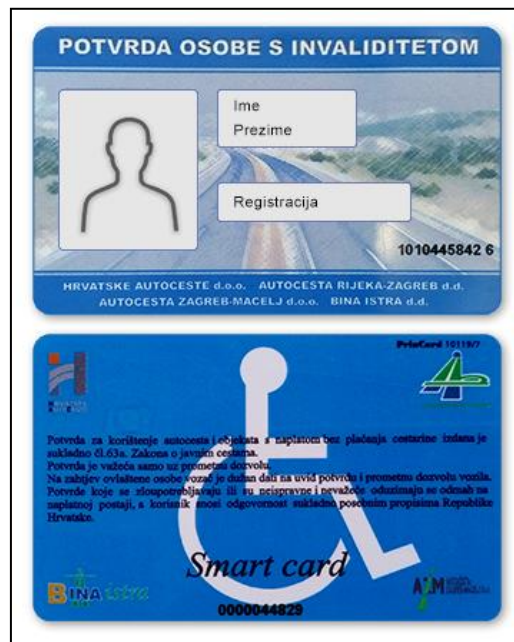 POTVRDA OSOBE S INVALIDITETOM
Ime
Prezime
Registracija
1010445842 6
HRVATSKE AUTOCESTE d.o.o. AUTOCESTA RIJEKA-ZAGREB d.d.
AUTOCESTA ZAGREB-MACELJ d.o.o. BINA ISTRA d.d.
PrinCard 10119/7
Potvrda za korištenje autocesta i objekata s naplatom bez plaćanja cestarine izdana je
sukladno čl.63a. Zakona o javnim cestama.
Potvrda je važeća samo uz prometnu dozvolu.
Na zahtjev ovlaštene osobe vozač je dužan dati na uvid potvrdu i prometnu dozvolu vozila.
Potvrde koje se zloupotrebljavaju ili su neispravne i nevažeće oduzimaju se odmah na
naplatnoj postaji, a korisnik snosi odgovornost sukladno posebnim propisima Republike
Hrvatske.
Smart card
BINA istra
AZM
0000044829